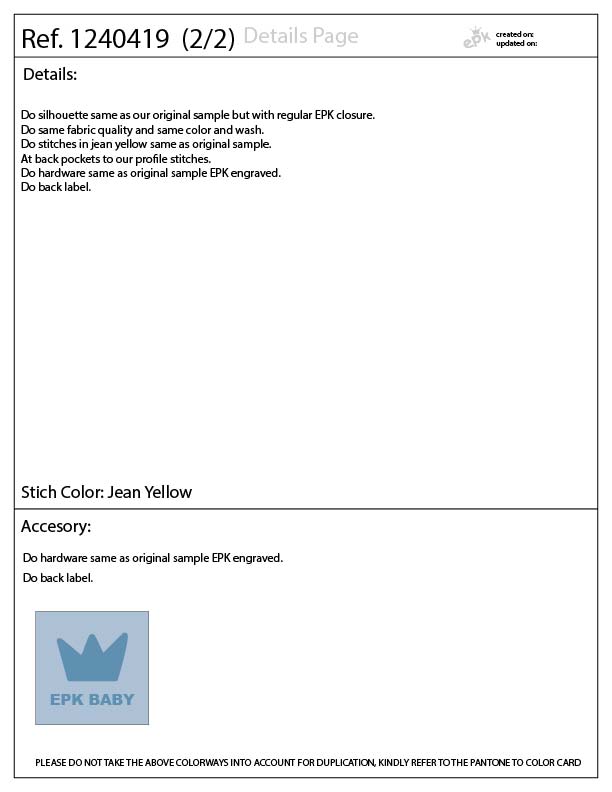 Ref. 1240419 (2/2) Details Page
epk
created on:
updated on:
Details:
Do silhouette same as our original sample but with regular EPK closure.
Do same fabric quality and same color and wash.
Do stitches in jean yellow same as original sample.
At back pockets to our profile stitches.
Do hardware same as original sample EPK engraved.
Do back label.
Stich Color: Jean Yellow
Accesory:
Do hardware same as original sample EPK engraved.
Do back label.
EPK BABY
PLEASE DO NOT TAKE THE ABOVE COLORWAYS INTO ACCOUNT FOR DUPLICATION, KINDLY REFER TO THE PANTONE TO COLOR CARD